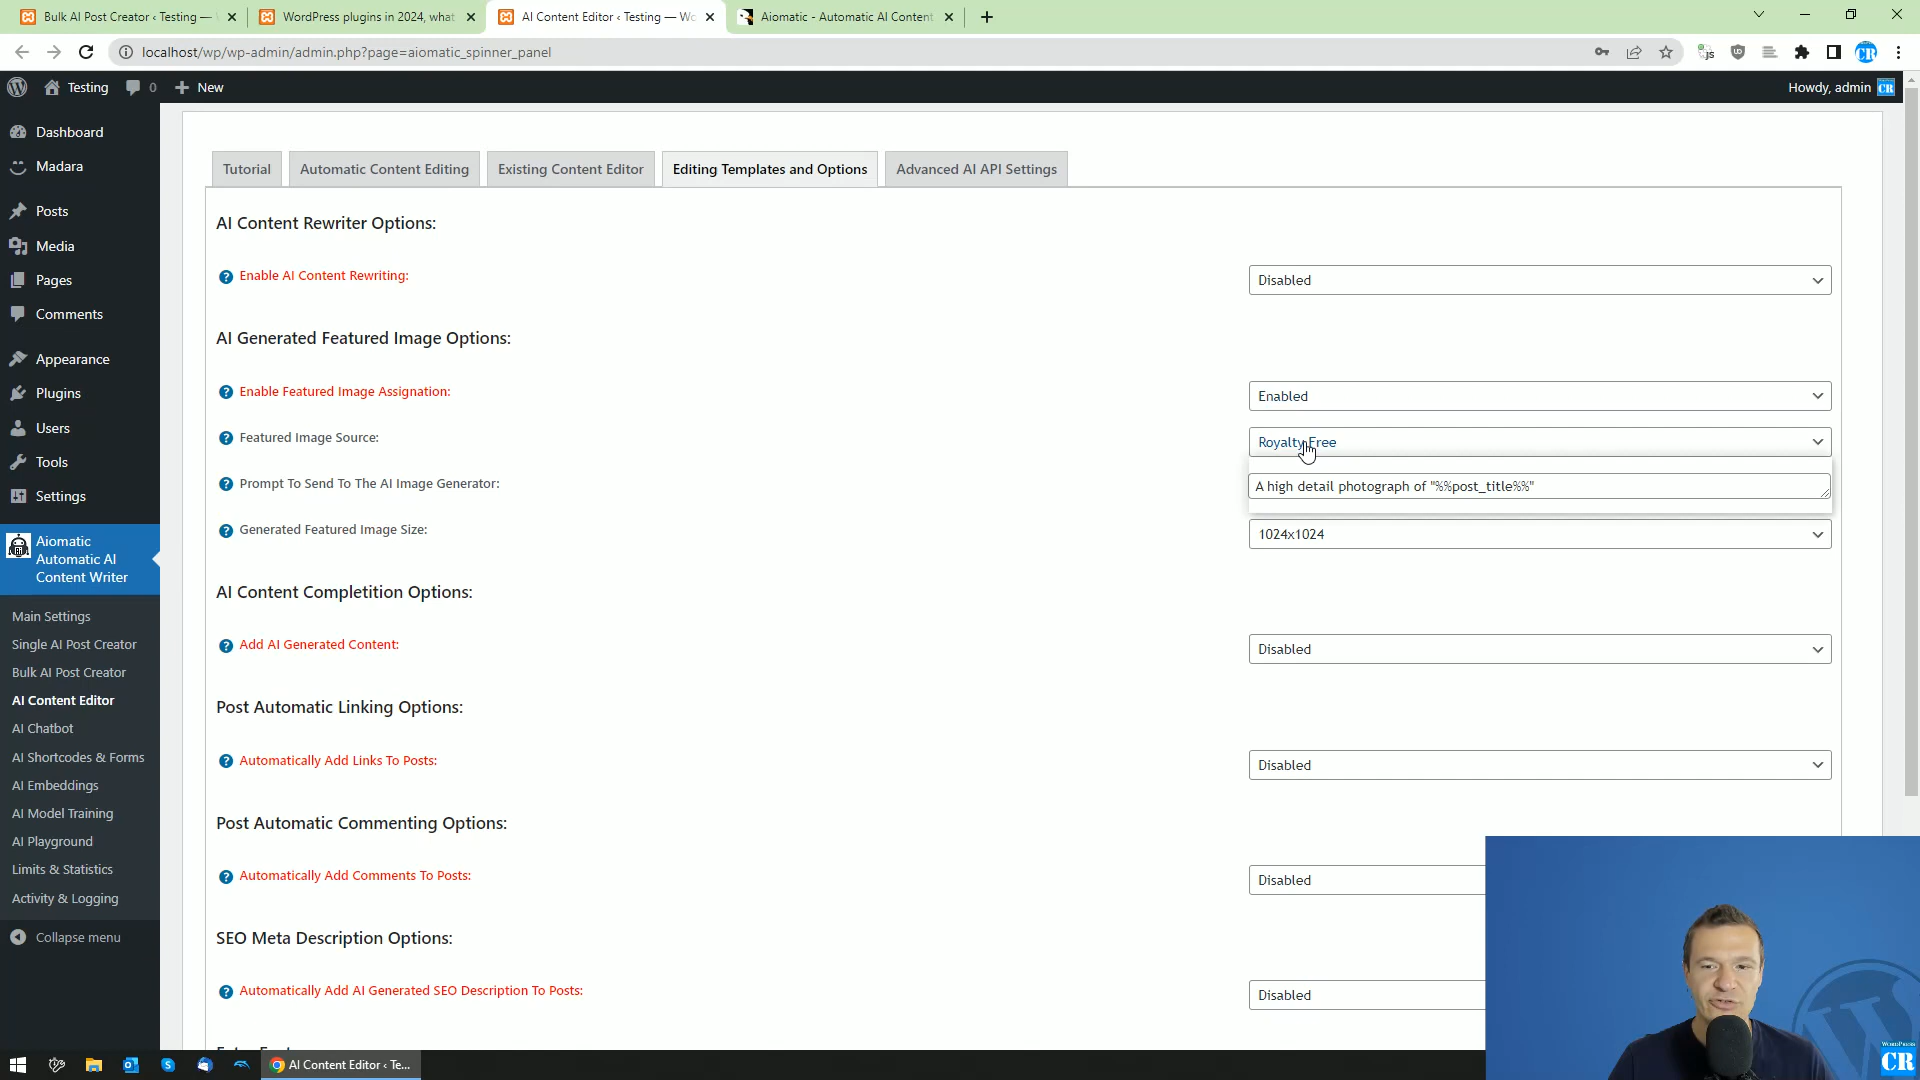 Bulk AI Post Creator ‹ Testing —
WordPress plugins in 2024, what
AI Content Editor ‹ Testing — Wo
Aiomatic - Automatic AI Content
localhost/wp/wp-admin/admin.php?page=aiomatic_spinner_panel
Testing
0
New
Howdy, admin
Dashboard
Madara
Posts
Media
Pages
Comments
Appearance
Plugins
Users
Tools
Settings
Aiomatic
Automatic AI
Content Writer
Main Settings
Single AI Post Creator
Bulk AI Post Creator
AI Content Editor
AI Chatbot
AI Shortcodes & Forms
AI Embeddings
AI Model Training
AI Playground
Limits & Statistics
Activity & Logging
Collapse menu
Tutorial
Automatic Content Editing
Existing Content Editor
Editing Templates and Options
Advanced AI API Settings
AI Content Rewriter Options:
Enable AI Content Rewriting:
Disabled
AI Generated Featured Image Options:
Enable Featured Image Assignation:
Enabled
Featured Image Source:
Royalty Free
Prompt To Send To The AI Image Generator:
A high detail photograph of "%%post_title%%"
Generated Featured Image Size:
1024x1024
AI Content Completition Options:
Add AI Generated Content:
Disabled
Post Automatic Linking Options:
Automatically Add Links To Posts:
Disabled
Post Automatic Commenting Options:
Automatically Add Comments To Posts:
Disabled
SEO Meta Description Options:
Automatically Add AI Generated SEO Description To Posts:
Disabled
AI Content Editor ‹ Te...
WORDPRESS
CR